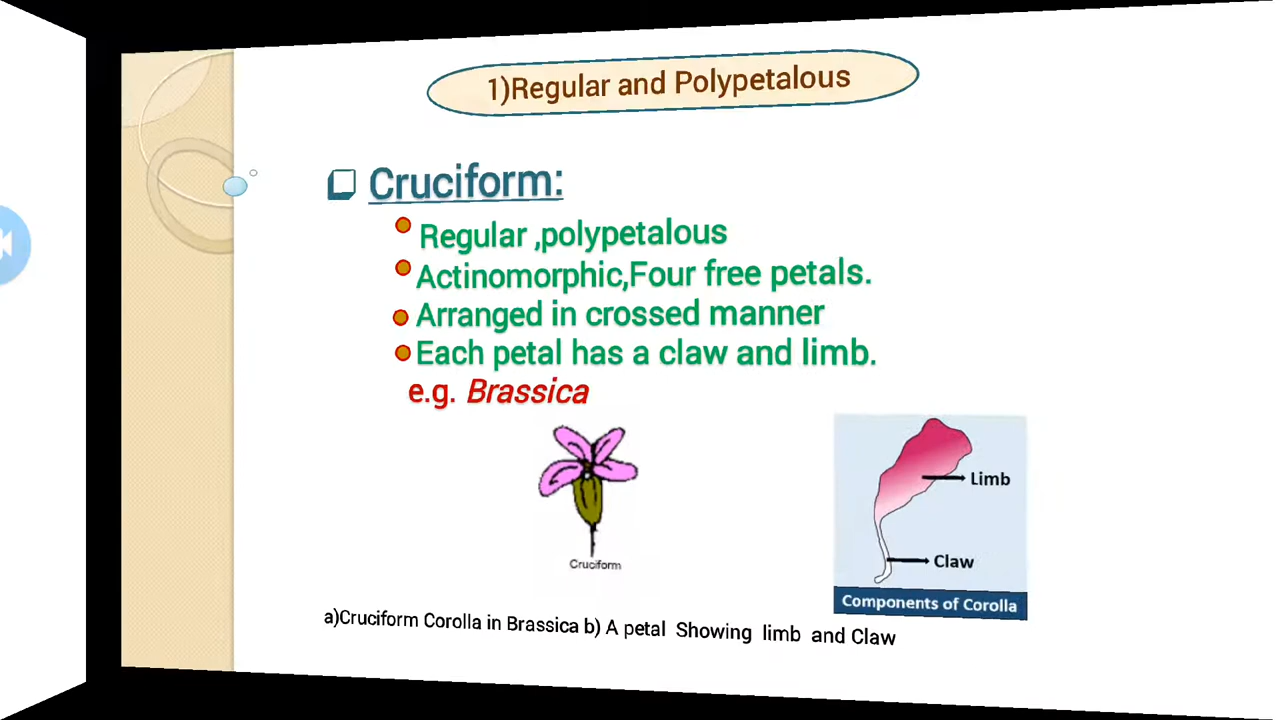 1)Regular and Polypetalous
Cruciform:
Regular ,polypetalous
Actinomorphic,Four free petals.
Arranged in crossed manner
Each petal has a claw and limb.
e.g. Brassica
Limb
Claw
Cruciform
Components of Corolla
a)Cruciform Corolla in Brassica b) A petal Showing limb and Claw